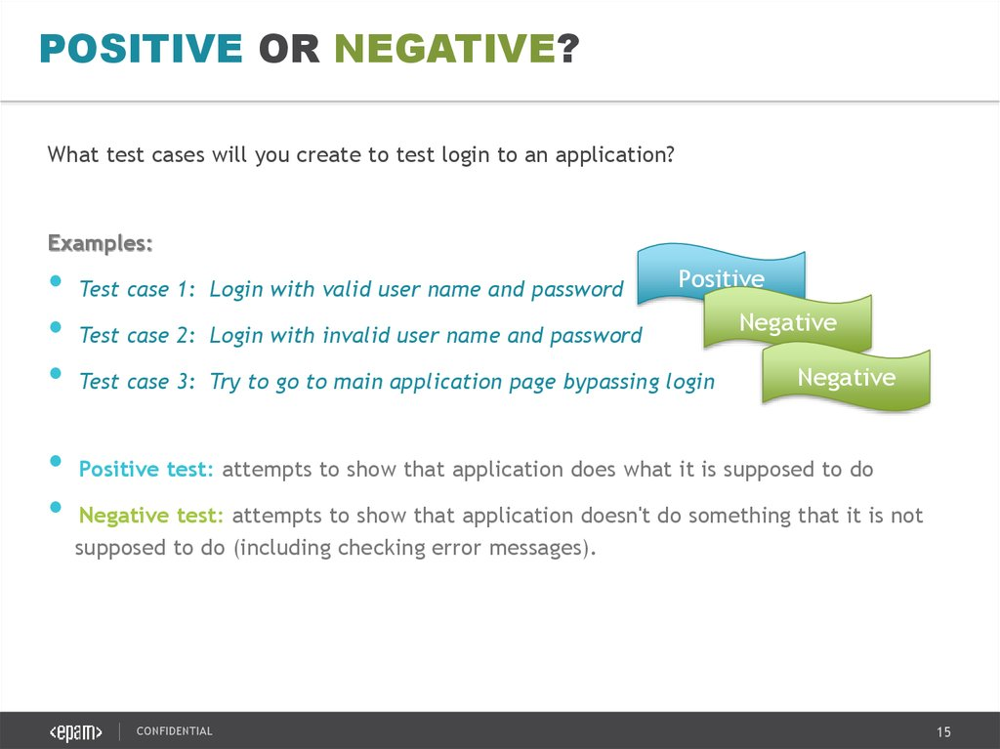 POSITIVE OR NEGATIVE?
What test cases will you create to test login to an application?
Examples:
• Test case 1: Login with valid user name and password
Positive
• Test case 2: Login with invalid user name and password
Negative
• Test case 3: Try to go to main application page bypassing login
Negative
• Positive test: attempts to show that application does what it is supposed to do
• Negative test: attempts to show that application doesn't do something that it is not
supposed to do (including checking error messages).
<epam> CONFIDENTIAL 15